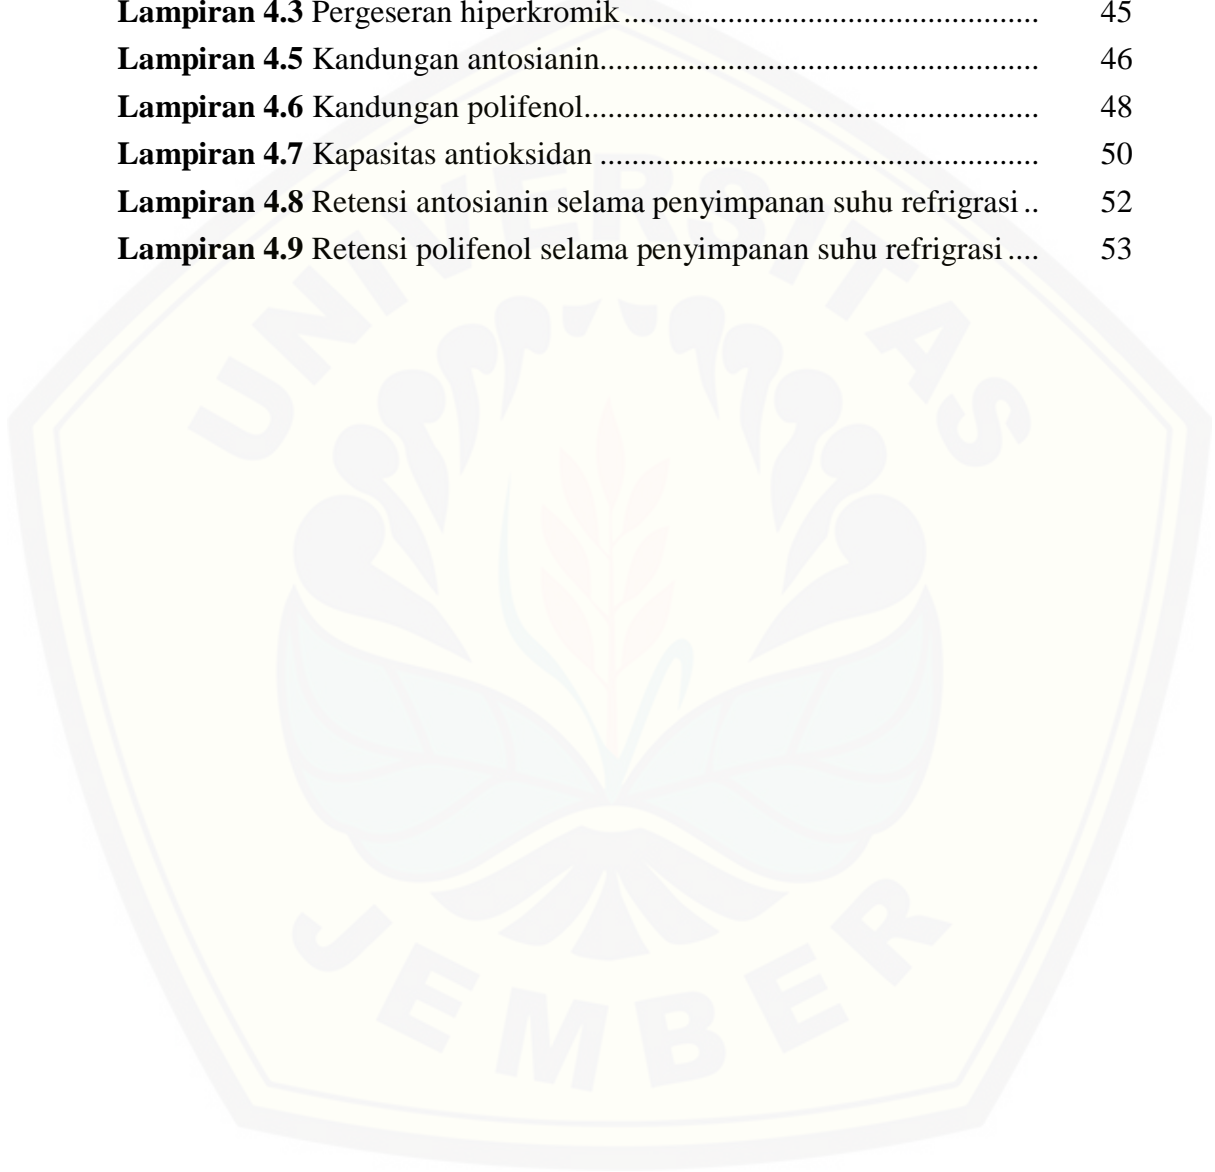 Lampiran 4.3 Pergeseran hiperkromik.................................................... 45
Lampiran 4.5 Kandungan antosianin....................................................... 46
Lampiran 4.6 Kandungan polifenol......................................................... 48
Lampiran 4.7 Kapasitas antioksidan ....................................................... 50
Lampiran 4.8 Retensi antosianin selama penyimpanan suhu refrigrasi.. 52
Lampiran 4.9 Retensi polifenol selama penyimpanan suhu refrigrasi.... 53
UNIVERSITAS
JEMBER